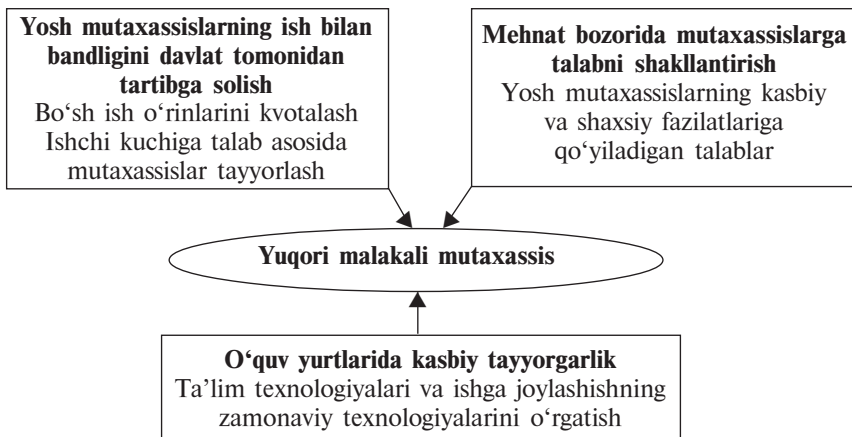 Yosh mutaxassislarning ish bilan
bandligini davlat tomonidan
tartibga solish
Bo‘sh ish o‘rinlarini kvotalash
Ishchi kuchiga talab asosida
mutaxassislar tayyorlash
Mehnat bozorida mutaxassislarga
talabni shakllantirish
Yosh mutaxassislarning kasbiy
va shaxsiy fazilatlariga
qo‘yiladigan talablar
Yuqori malakali mutaxassis
O‘quv yurtlarida kasbiy tayyorgarlik
Ta’lim texnologiyalari va ishga joylashishning
zamonaviy texnologiyalarini o‘rgatish